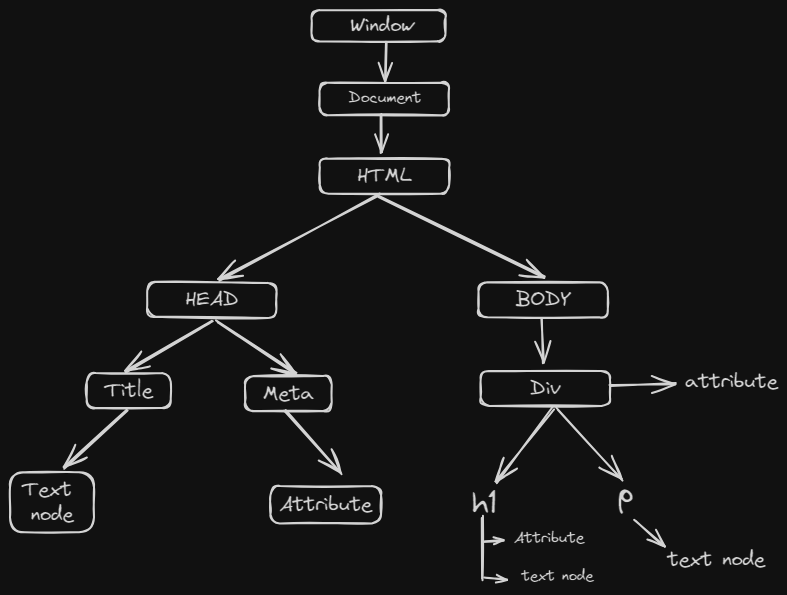 Window
Document
HTML
HEAD
BODY
Title
Meta
Div
attribute
Text
node
Attribute
h1
P
Attribute
text node
text node